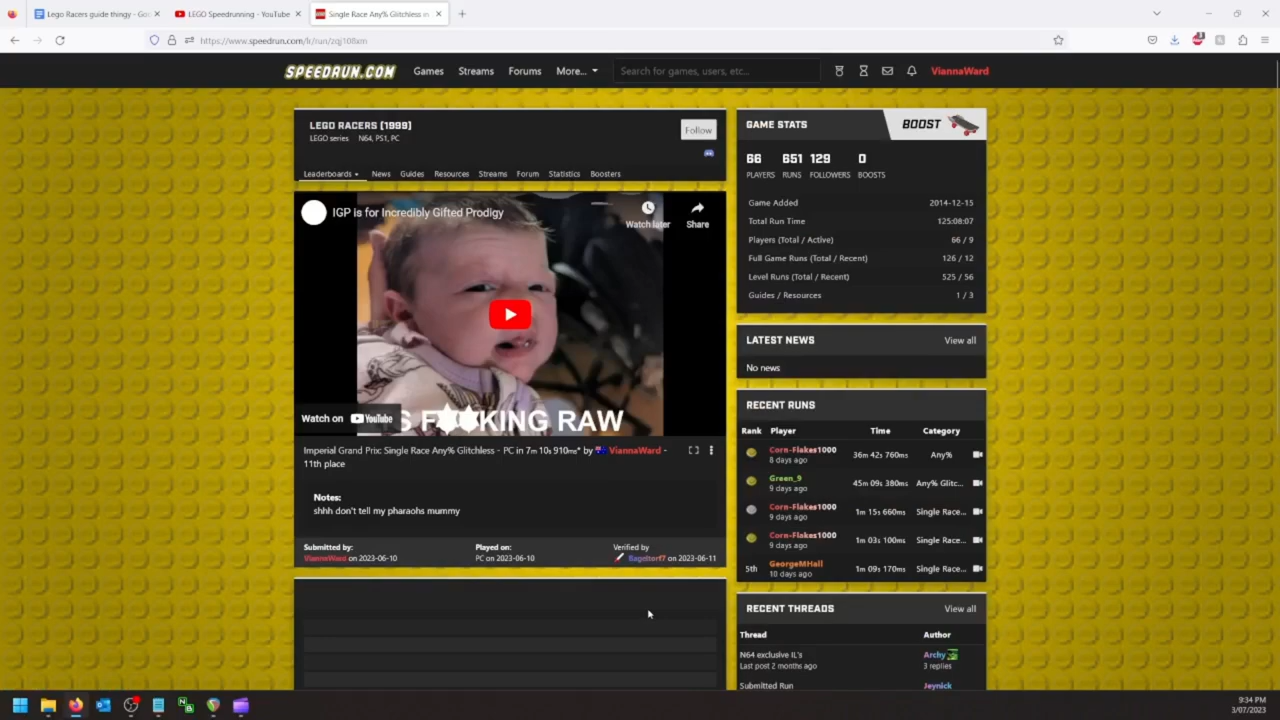 Lego Racers guide thingy - Goo
LEGO Speedrunning - YouTube
Single Race Any% Glitchless in
https://www.speedrun.com/lr/run/zqj108xm
SPEEDRUN.COM
Games
Streams
Forums
More...
Search for games, users, etc...
ViannaWard
LEGO RACERS (1999)
LEGO series N64, PS1, PC
Follow
Leaderboards
News
Guides
Resources
Streams
Forum
Statistics
Boosters
IGP is for Incredibly Gifted Prodigy
Watch later
Share
Watch on YouTube
KING RAW
Imperial Grand Prix: Single Race Any% Glitchless - PC in 7m 10s 910ms* by ViannaWard -
11th place
Notes:
shhh don't tell my pharaohs mummy
Submitted by:
ViannaWard on 2023-06-10
Played on:
PC on 2023-06-10
Verified by
Bageltorf7 on 2023-06-11
GAME STATS
BOOST
66 651 129 0
PLAYERS RUNS FOLLOWERS BOOSTS
Game Added 2014-12-15
Total Run Time 125:08:07
Players (Total / Active) 66 / 9
Full Game Runs (Total / Recent) 126 / 12
Level Runs (Total / Recent) 525 / 56
Guides / Resources 1 / 3
LATEST NEWS View all
No news
RECENT RUNS
Rank Player Time Category
Corn-Flakes1000 36m 42s 760ms Any%
8 days ago
Green_9 45m 09s 380ms Any% Glitc...
9 days ago
Corn-Flakes1000 1m 15s 660ms Single Race...
9 days ago
Corn-Flakes1000 1m 03s 100ms Single Race...
9 days ago
5th GeorgeMHall 1m 09s 170ms Single Race...
10 days ago
RECENT THREADS View all
Thread Author
N64 exclusive IL's Archy
Last post 2 months ago 3 replies
Submitted Run Jeynick
9:34 PM
3/07/2023